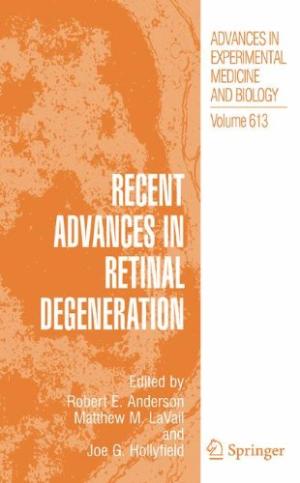 ADVANCES IN
EXPERIMENTAL
MEDICINE
AND BIOLOGY
Volume 613
RECENT
ADVANCES IN
RETINAL
DEGENERATION
Edited by
Robert E. Anderson
Matthew M. LaVail
and
Joe G. Hollyfield
Springer